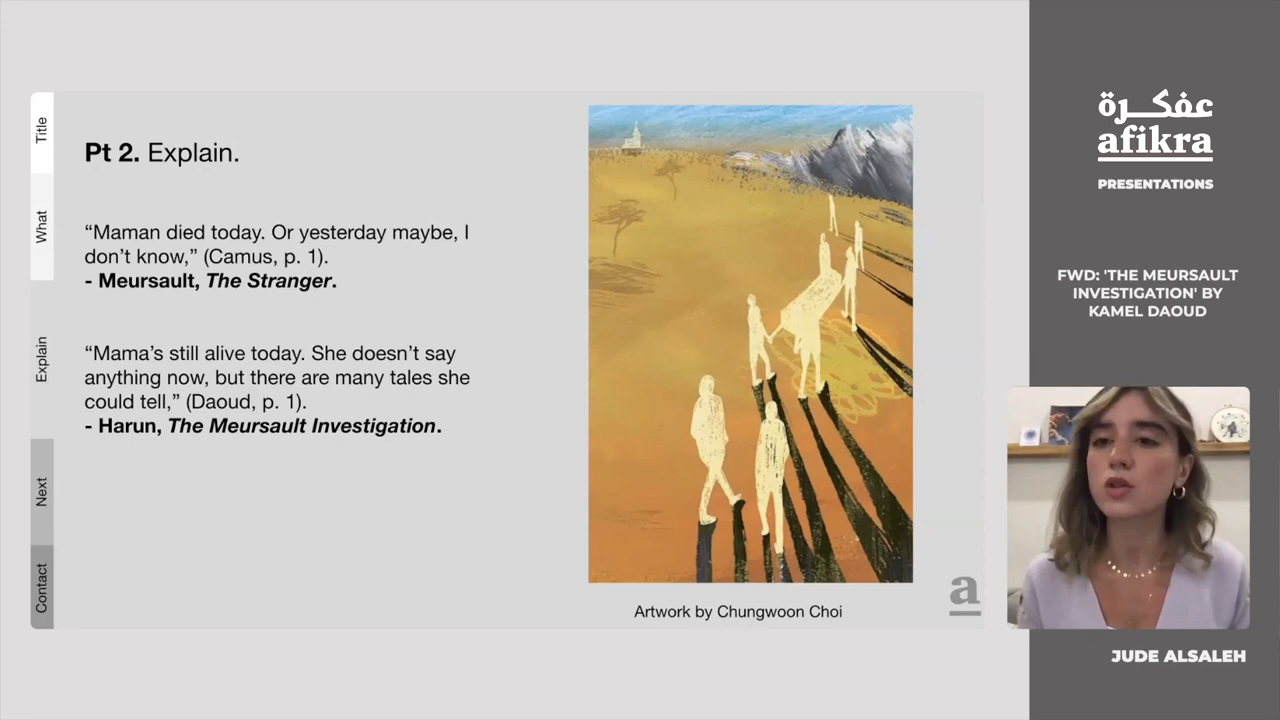 Title
What
Explain
Next
Contact
Pt 2. Explain.
“Maman died today. Or yesterday maybe, I
don’t know,” (Camus, p. 1).
- Meursault, The Stranger.
“Mama’s still alive today. She doesn’t say
anything now, but there are many tales she
could tell,” (Daoud, p. 1).
- Harun, The Meursault Investigation.
Artwork by Chungwoon Choi
a
عفكرة
afikra
PRESENTATIONS
FWD: 'THE MEURSAULT
INVESTIGATION' BY
KAMEL DAOUD
JUDE ALSALEH